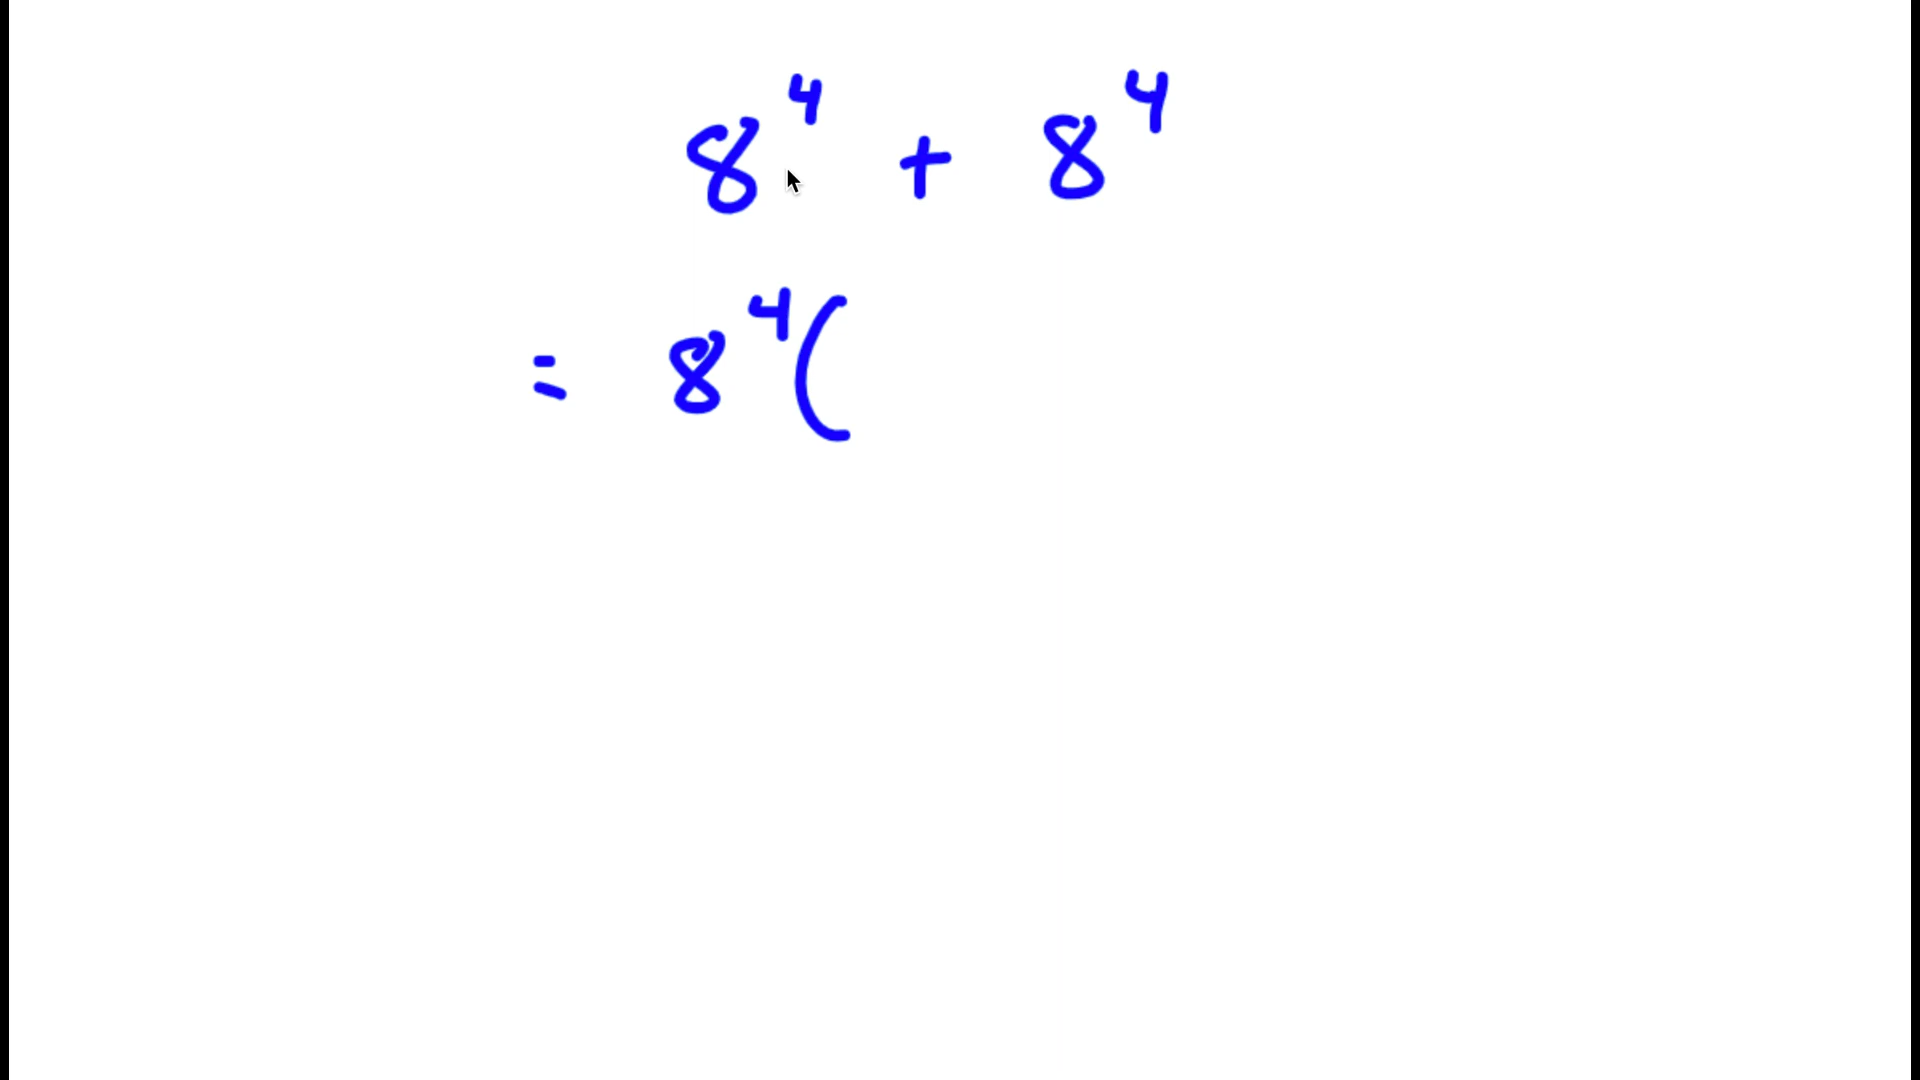 8⁴ + 8⁴
= 8⁴(